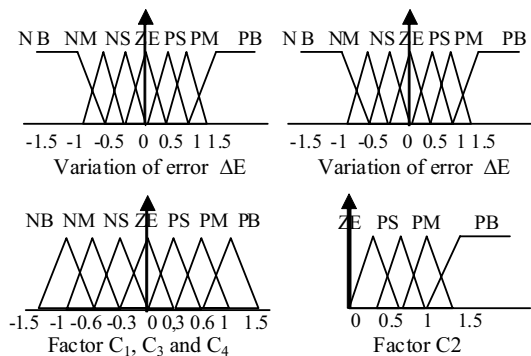 NB NM NS ZE PS PM PB
-1.5 -1 -0.5 0 0.5 1 1.5
Variation of error ΔE
NB NM NS ZE PS PM PB
-1.5 -1 -0.5 0 0.5 1 1.5
Variation of error ΔE
NB NM NS ZE PS PM PB
-1.5 -1 -0.6 -0.3 0 0,3 0.6 1 1.5
Factor C₁, C₃ and C₄
ZE PS PM PB
0 0.5 1 1.5
Factor C2